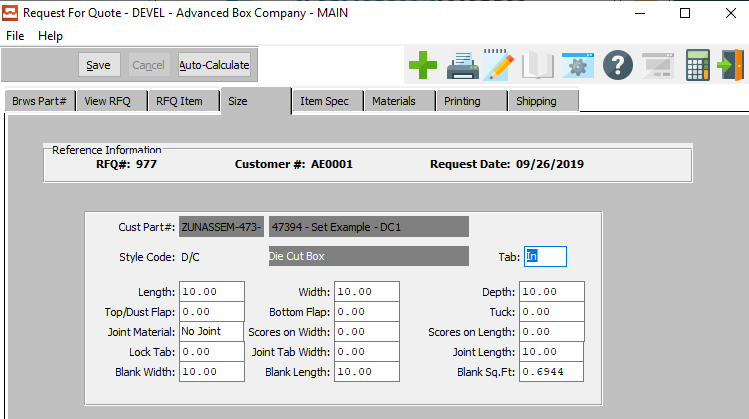 Request For Quote - DEVEL - Advanced Box Company - MAIN
File Help
Save Cancel Auto-Calculate
Brws Part# View RFQ RFQ Item Size Item Spec Materials Printing Shipping
Reference Information
RFQ#: 977 Customer #: AE0001 Request Date: 09/26/2019
Cust Part#: ZUNASSEM-473- 47394 - Set Example - DC1
Style Code: D/C Die Cut Box Tab: In
Length: 10.00 Width: 10.00 Depth: 10.00
Top/Dust Flap: 0.00 Bottom Flap: 0.00 Tuck: 0.00
Joint Material: No Joint Scores on Width: 0.00 Scores on Length: 0.00
Lock Tab: 0.00 Joint Tab Width: 0.00 Joint Length: 10.00
Blank Width: 10.00 Blank Length: 10.00 Blank Sq.Ft: 0.6944